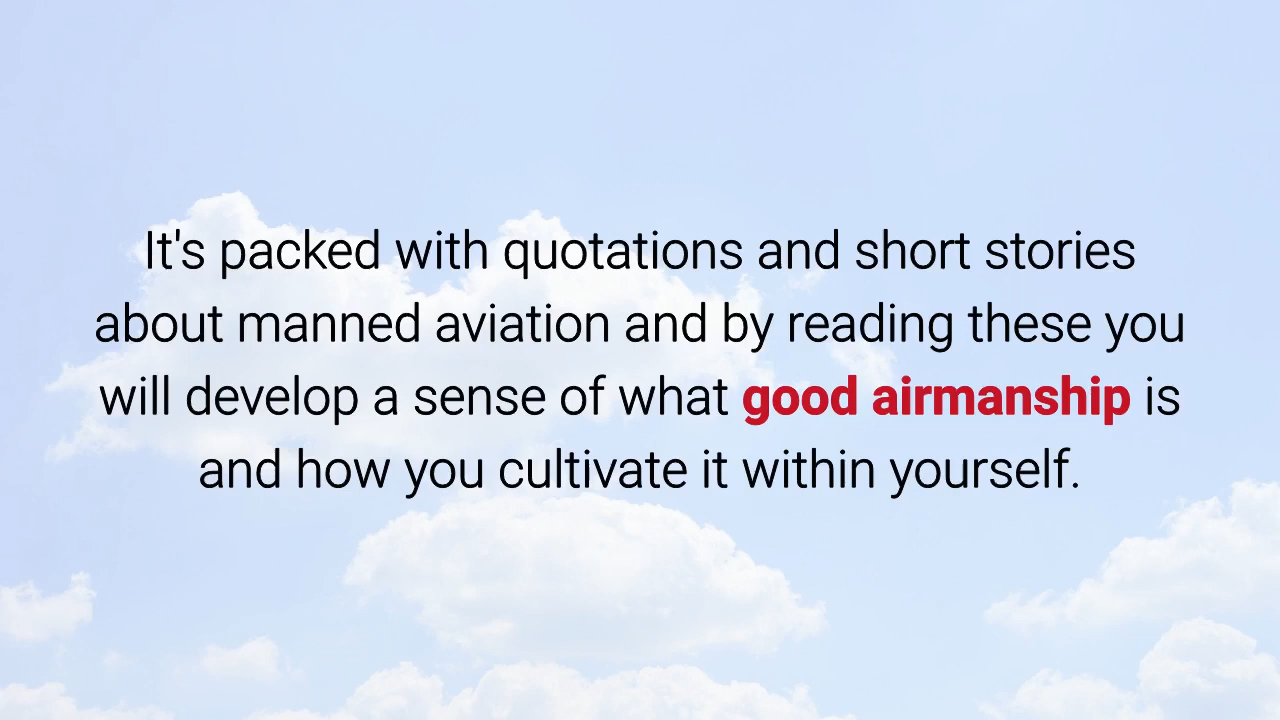 It's packed with quotations and short stories
about manned aviation and by reading these you
will develop a sense of what good airmanship is
and how you cultivate it within yourself.